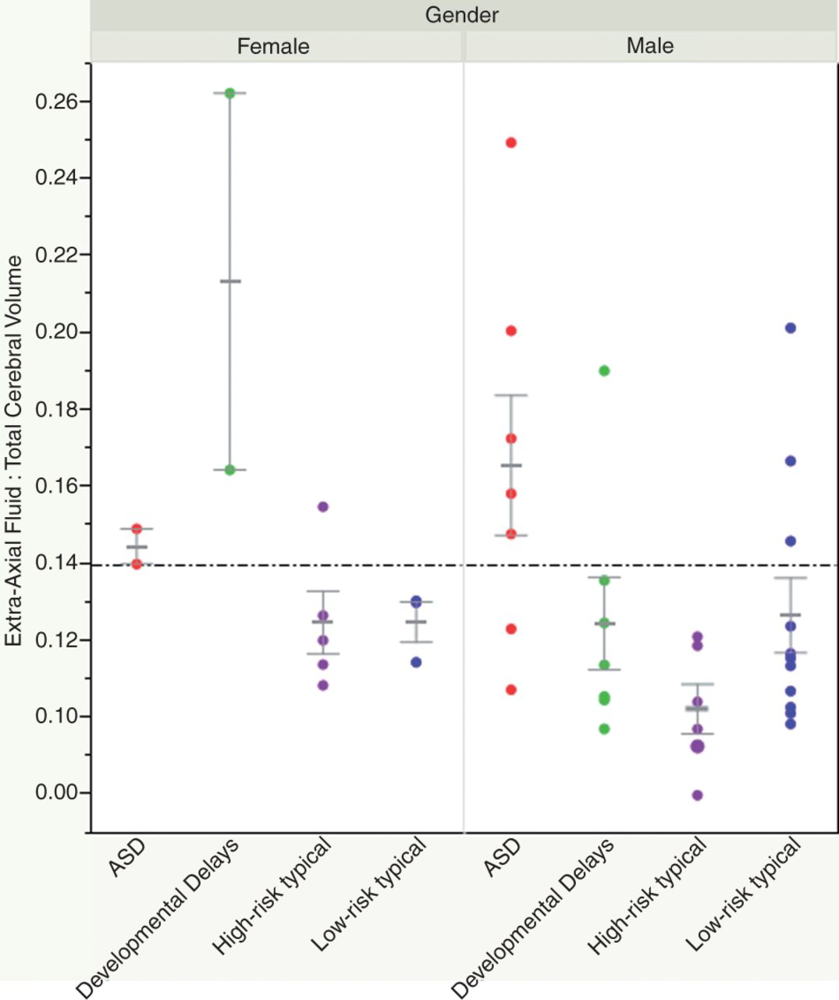 Gender
Female
Male
Extra-Axial Fluid : Total Cerebral Volume
0.26
0.24
0.22
0.20
0.18
0.16
0.14
0.12
0.10
0.00
ASD
Developmental Delays
High-risk typical
Low-risk typical
ASD
Developmental Delays
High-risk typical
Low-risk typical